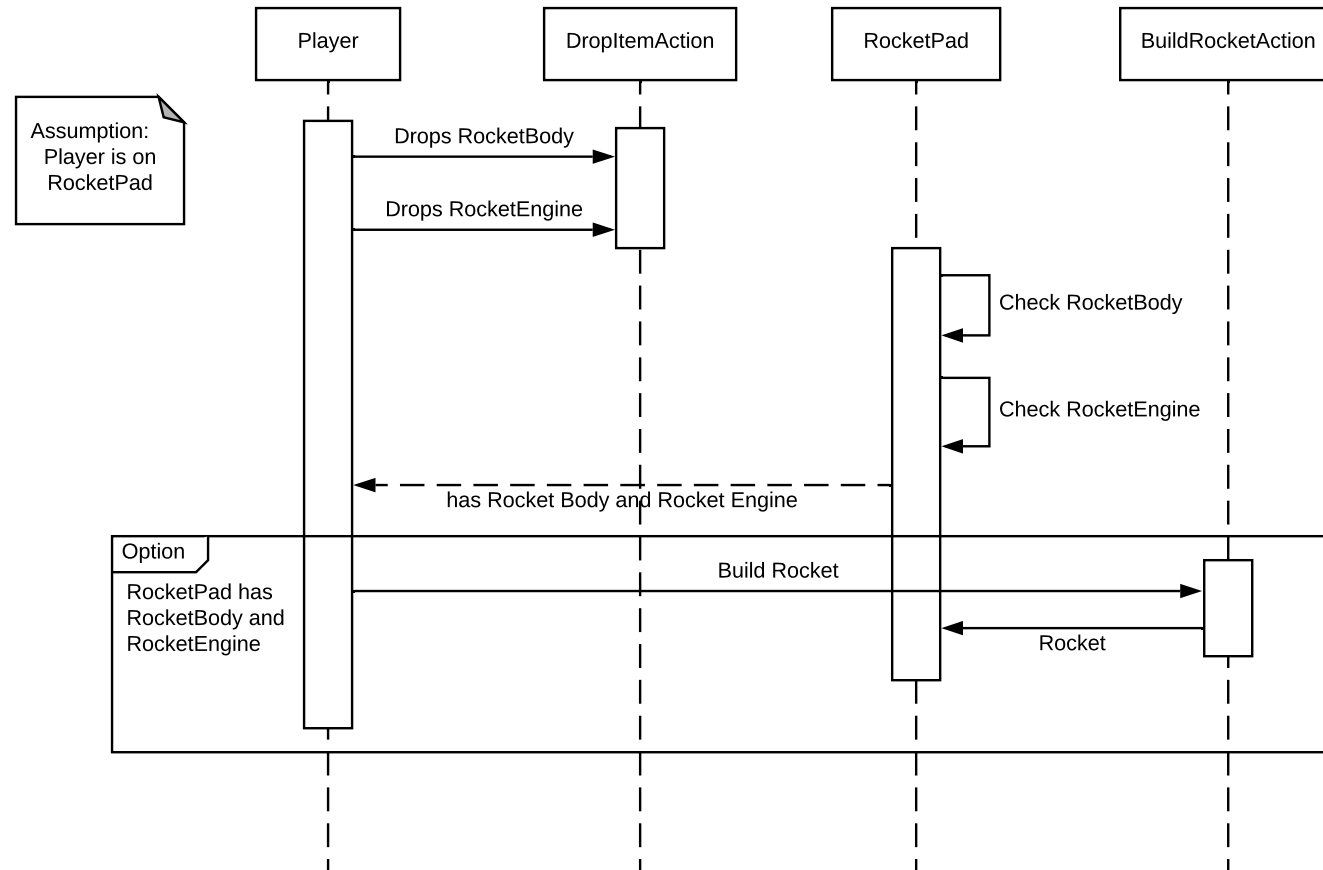 Player
DropItemAction
RocketPad
BuildRocketAction
Assumption:
Player is on
RocketPad
Drops RocketBody
Drops RocketEngine
Check RocketBody
Check RocketEngine
has Rocket Body and Rocket Engine
Option
RocketPad has
RocketBody and
RocketEngine
Build Rocket
Rocket